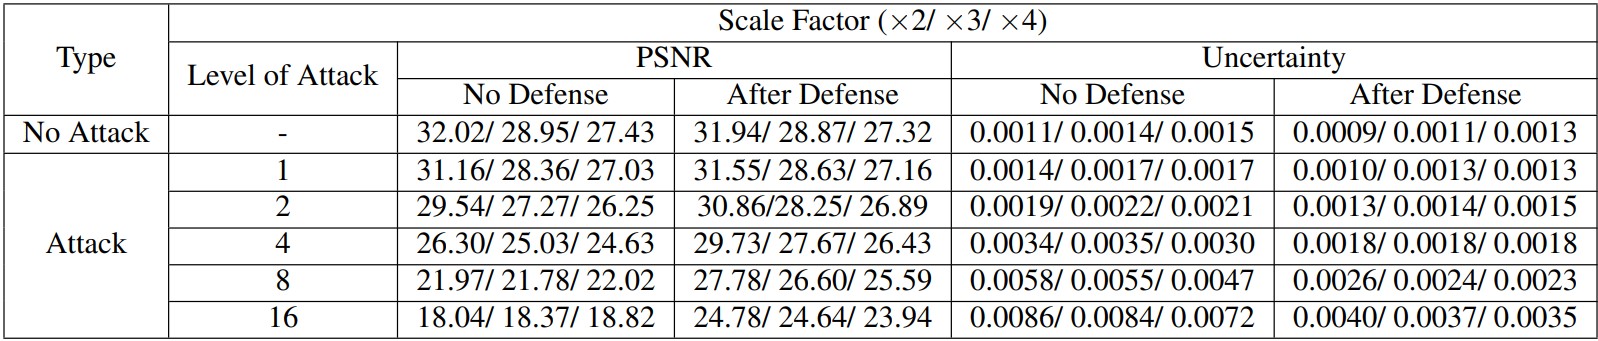 Scale Factor (×2/ ×3/ ×4)
Type Level of Attack PSNR Uncertainty
No Defense After Defense No Defense After Defense
No Attack - 32.02/ 28.95/ 27.43 31.94/ 28.87/ 27.32 0.0011/ 0.0014/ 0.0015 0.0009/ 0.0011/ 0.0013
Attack 1 31.16/ 28.36/ 27.03 31.55/ 28.63/ 27.16 0.0014/ 0.0017/ 0.0017 0.0010/ 0.0013/ 0.0013
2 29.54/ 27.27/ 26.25 30.86/28.25/ 26.89 0.0019/ 0.0022/ 0.0021 0.0013/ 0.0014/ 0.0015
4 26.30/ 25.03/ 24.63 29.73/ 27.67/ 26.43 0.0034/ 0.0035/ 0.0030 0.0018/ 0.0018/ 0.0018
8 21.97/ 21.78/ 22.02 27.78/ 26.60/ 25.59 0.0058/ 0.0055/ 0.0047 0.0026/ 0.0024/ 0.0023
16 18.04/ 18.37/ 18.82 24.78/ 24.64/ 23.94 0.0086/ 0.0084/ 0.0072 0.0040/ 0.0037/ 0.0035